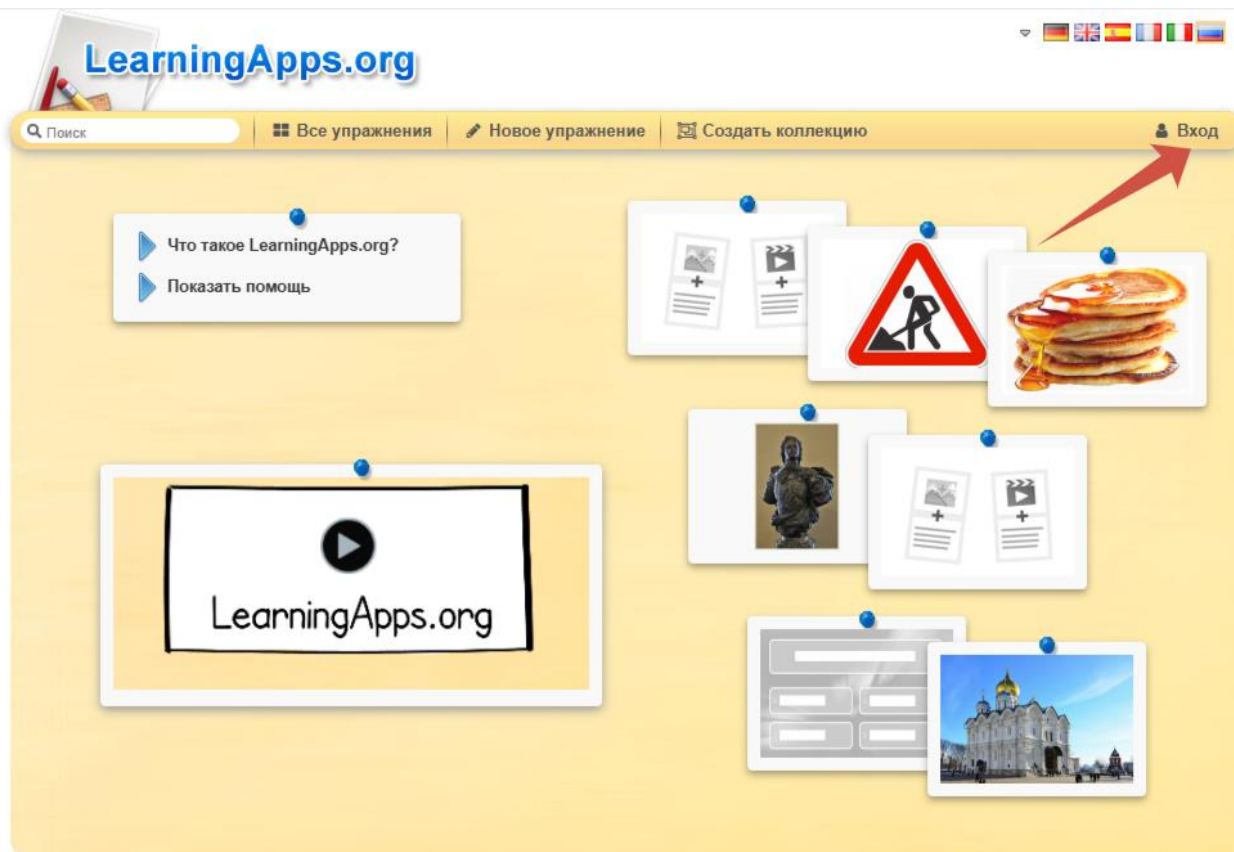 LearningApps.org
Поиск
Все упражнения
Новое упражнение
Создать коллекцию
Вход
Что такое LearningApps.org?
Показать помощь
LearningApps.org